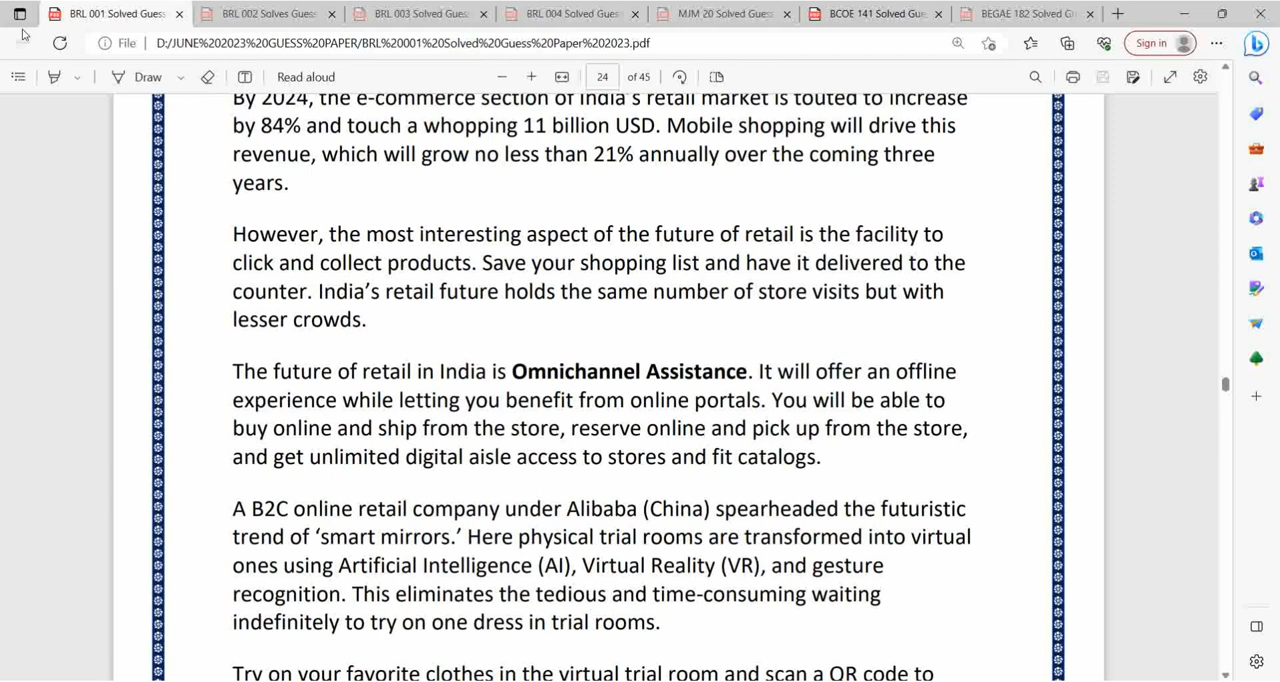 BRL 001 Solved Guess
BRL 002 Solves Guess
BRL 003 Solved Guess
BRL 004 Solved Guess
MJM 20 Solved Guess
BCOE 141 Solved Gu
BEGAE 182 Solved G
File D:/JUNE%202023%20GUESS%20PAPER/BRL%20001%20Solved%20Guess%20Paper%202023.pdf
Sign in
Draw
Read aloud
24 of 45
By 2024, the e-commerce section of India's retail market is touted to increase
by 84% and touch a whopping 11 billion USD. Mobile shopping will drive this
revenue, which will grow no less than 21% annually over the coming three
years.
However, the most interesting aspect of the future of retail is the facility to
click and collect products. Save your shopping list and have it delivered to the
counter. India’s retail future holds the same number of store visits but with
lesser crowds.
The future of retail in India is Omnichannel Assistance. It will offer an offline
experience while letting you benefit from online portals. You will be able to
buy online and ship from the store, reserve online and pick up from the store,
and get unlimited digital aisle access to stores and fit catalogs.
A B2C online retail company under Alibaba (China) spearheaded the futuristic
trend of ‘smart mirrors.’ Here physical trial rooms are transformed into virtual
ones using Artificial Intelligence (AI), Virtual Reality (VR), and gesture
recognition. This eliminates the tedious and time-consuming waiting
indefinitely to try on one dress in trial rooms.
Try on your favorite clothes in the virtual trial room and scan a QR code to